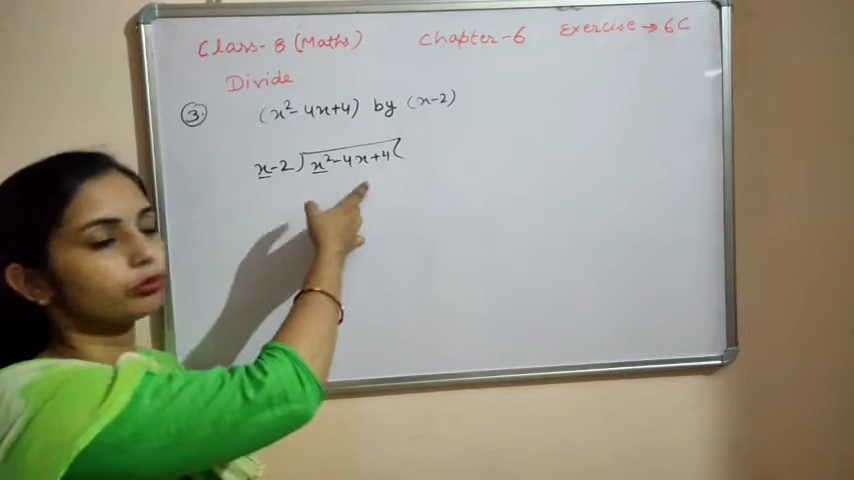 Class-8 (Maths) Chapter-6 Exercise → 6C
Divide
③. (x²-4x+4) by (x-2)
x-2)x²-4x+4(